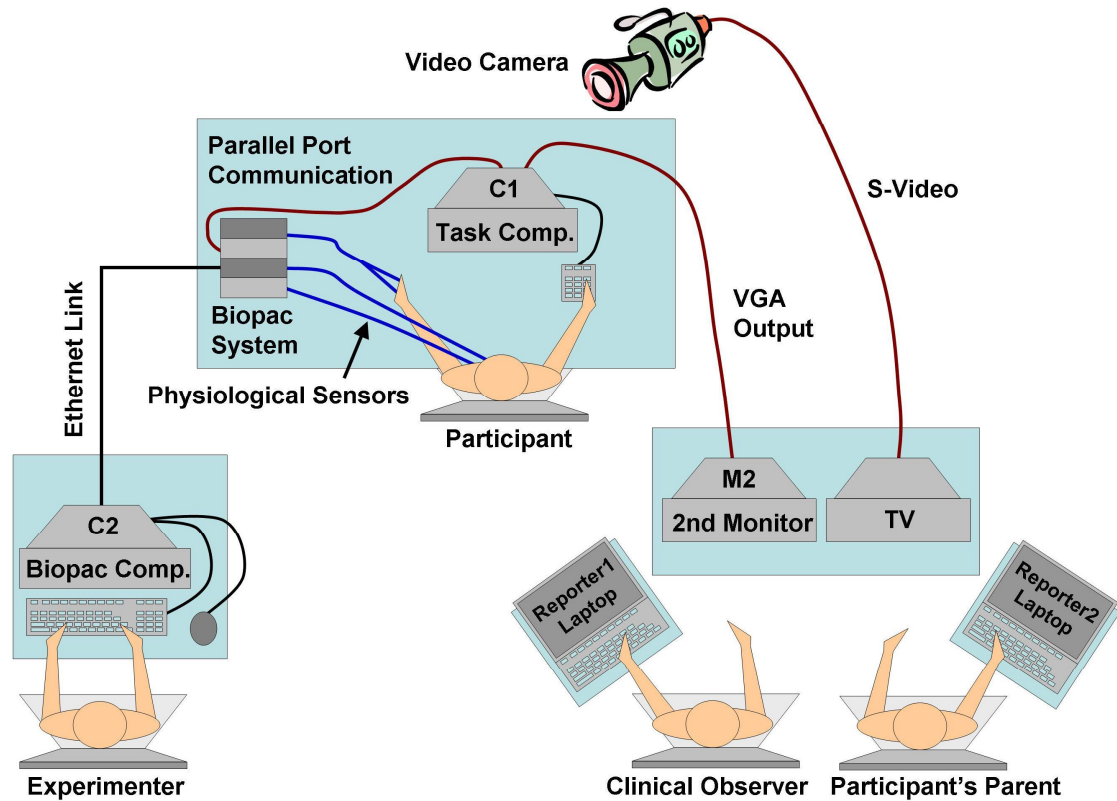 Video Camera
Parallel Port
Communication
C1
Task Comp.
S-Video
Biopac
System
VGA
Output
Ethernet Link
Physiological Sensors
Participant
M2
2nd Monitor
TV
C2
Biopac Comp.
Reporter1
Laptop
Reporter2
Laptop
Experimenter
Clinical Observer
Participant's Parent